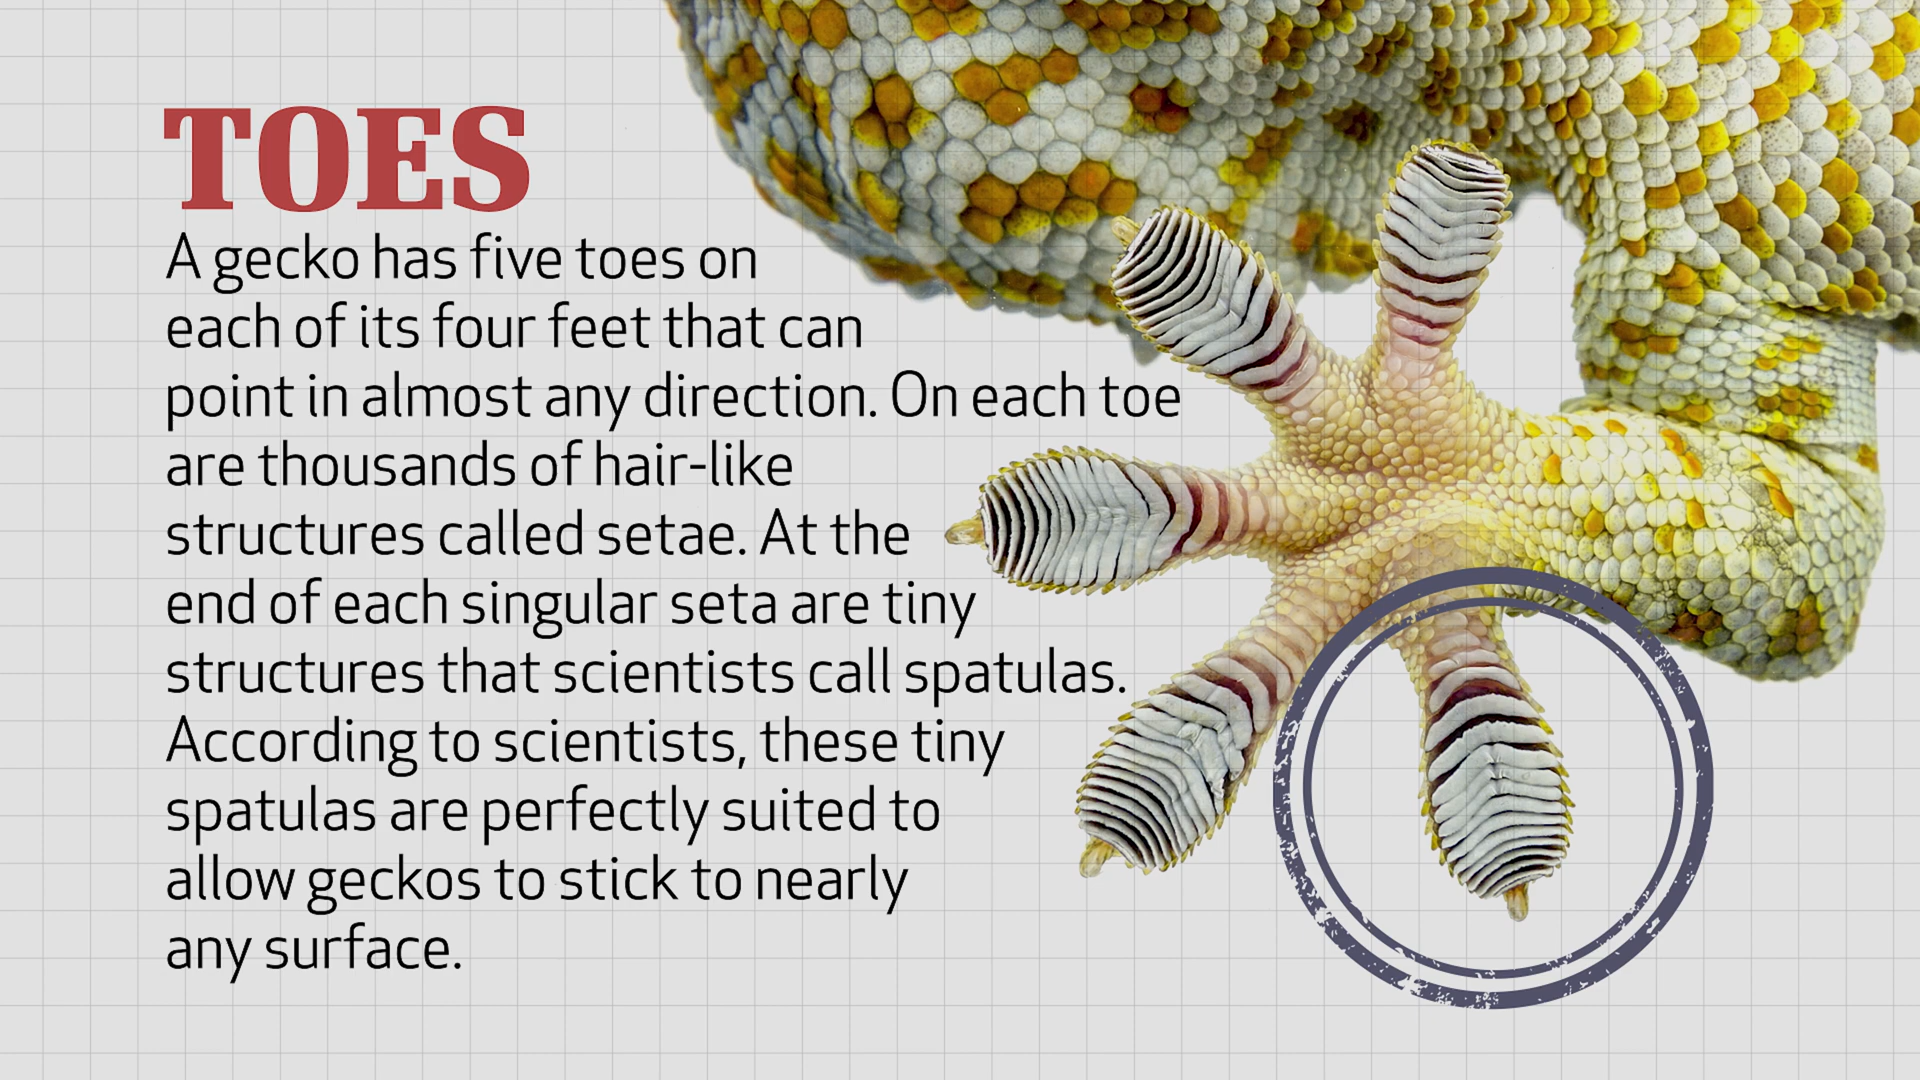 TOES
A gecko has five toes on
each of its four feet that can
point in almost any direction. On each toe
are thousands of hair-like
structures called setae. At the
end of each singular seta are tiny
structures that scientists call spatulas.
According to scientists, these tiny
spatulas are perfectly suited to
allow geckos to stick to nearly
any surface.